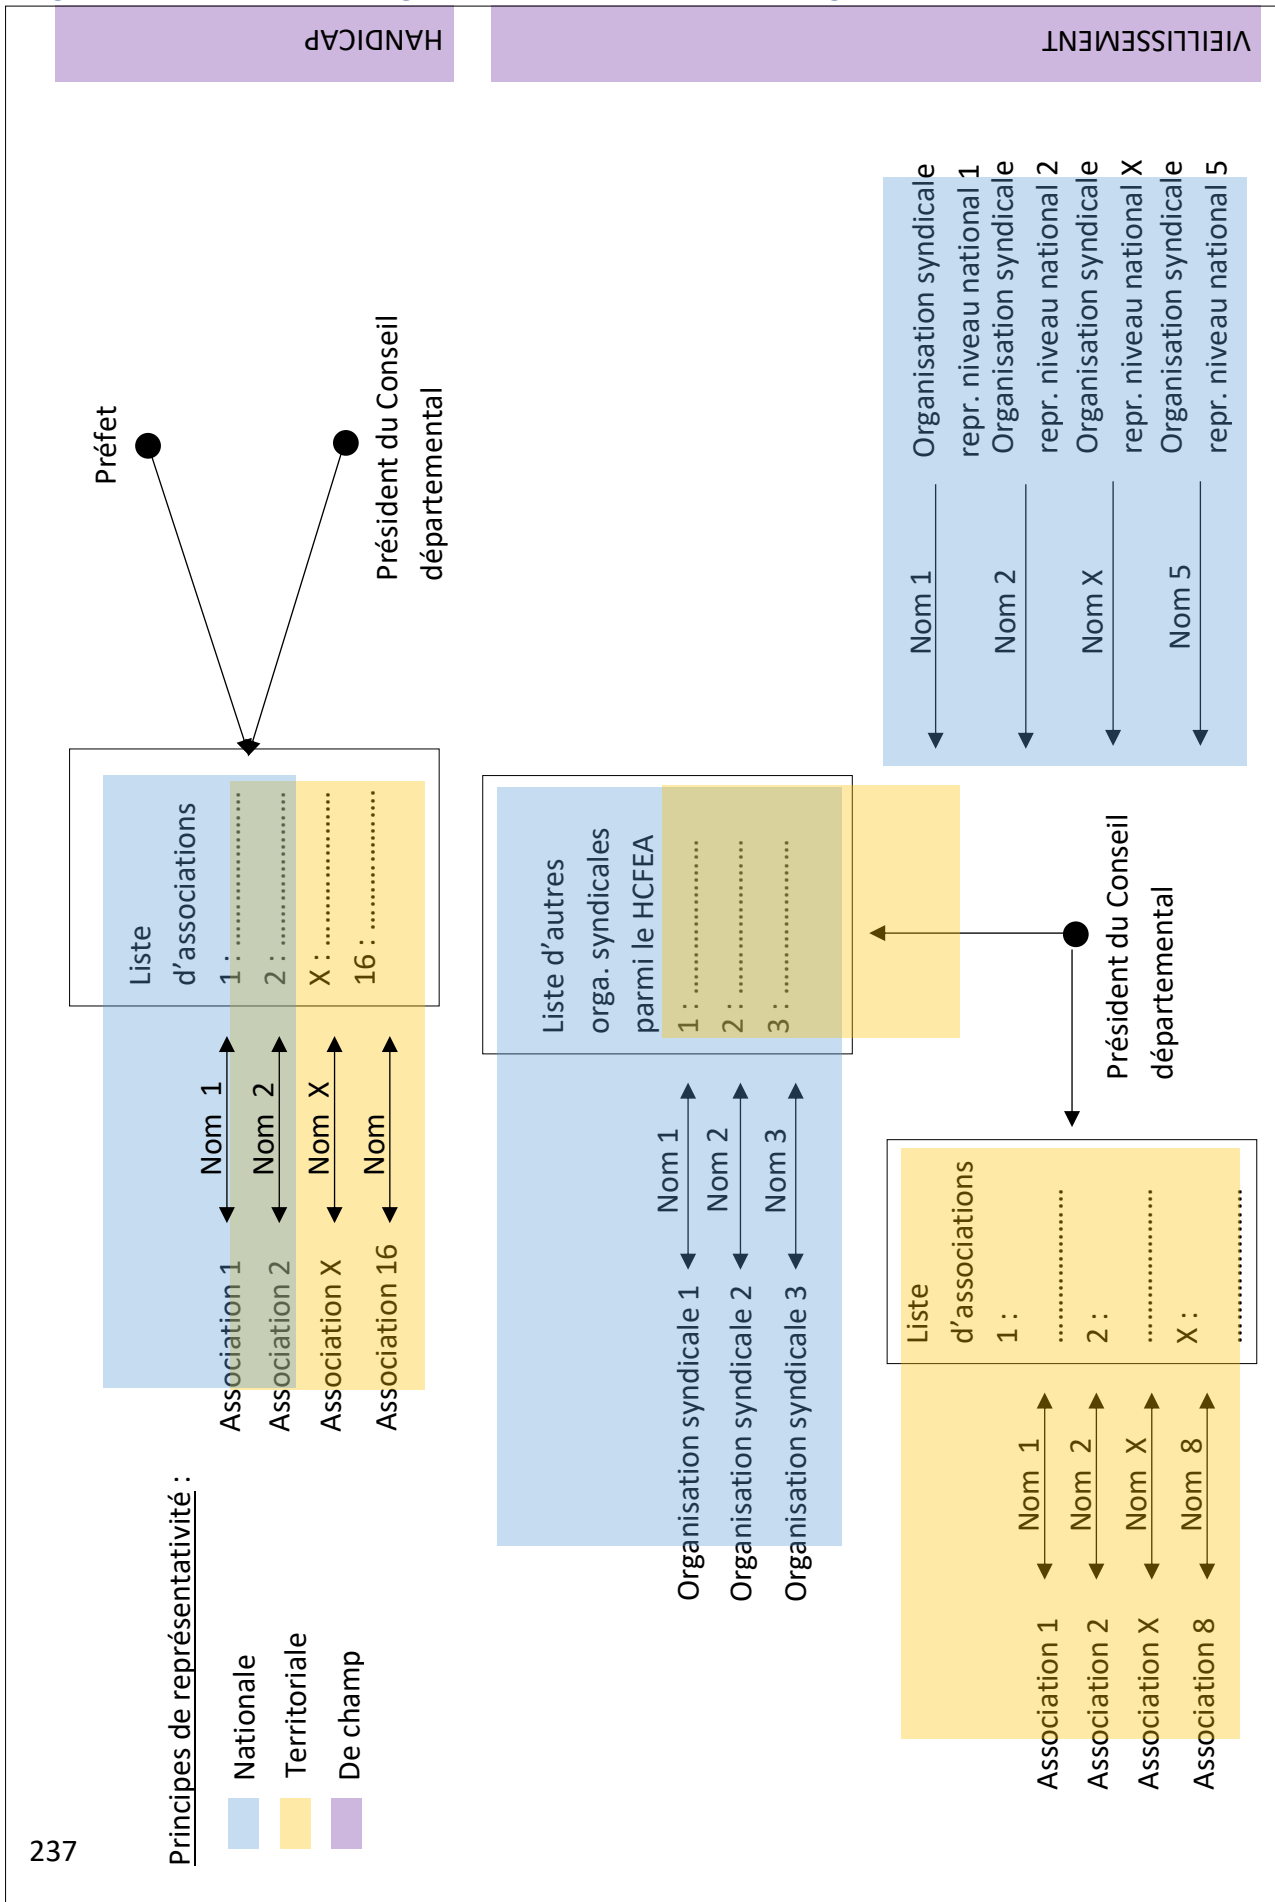 HANDICAP
Préfet
Président du Conseil
départemental
Liste
d’associations
1 : ........................
2 : ........................
X : ........................
16 : ........................
Nom 1
Nom 2
Nom X
Nom
Association 1
Association 2
Association X
Association 16
VIEILLISSEMENT
Liste d’autres
orga. syndicales
parmi le HCFEA
1 : ........................
2 : ........................
3 : ........................
Nom 1
Nom 2
Nom 3
Organisation syndicale 1
Organisation syndicale 2
Organisation syndicale 3
Organisation syndicale
repr. niveau national 1
Organisation syndicale
repr. niveau national 2
Organisation syndicale
repr. niveau national X
Organisation syndicale
repr. niveau national 5
Nom 1
Nom 2
Nom X
Nom 5
Président du Conseil
départemental
Liste
d’associations
1 :
........................
2 :
........................
X :
........................
Nom 1
Nom 2
Nom X
Nom 8
Association 1
Association 2
Association X
Association 8
Principes de représentativité :
Nationale
Territoriale
De champ
237